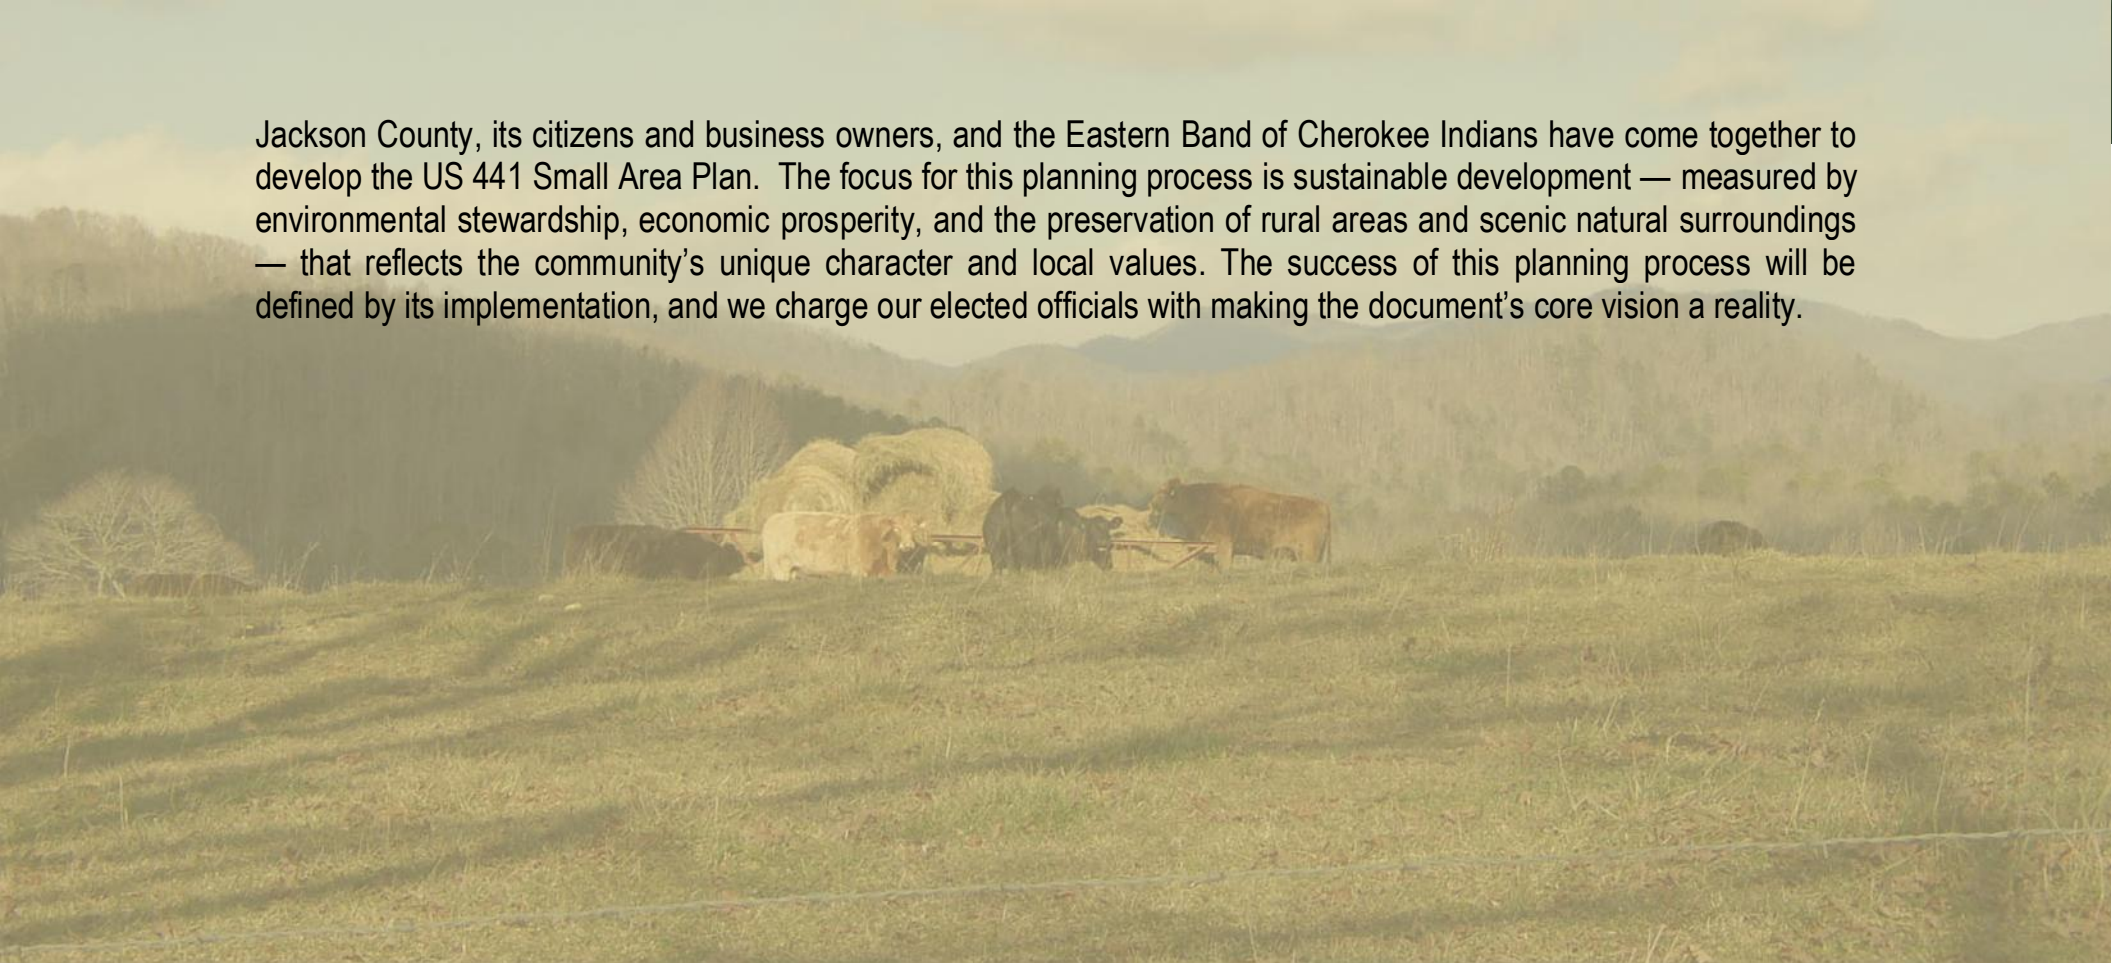 Jackson County, its citizens and business owners, and the Eastern Band of Cherokee Indians have come together to
develop the US 441 Small Area Plan.  The focus for this planning process is sustainable development — measured by
environmental stewardship, economic prosperity, and the preservation of rural areas and scenic natural surroundings
— that reflects the community’s unique character and local values. The success of this planning process will be
defined by its implementation, and we charge our elected officials with making the document’s core vision a reality.